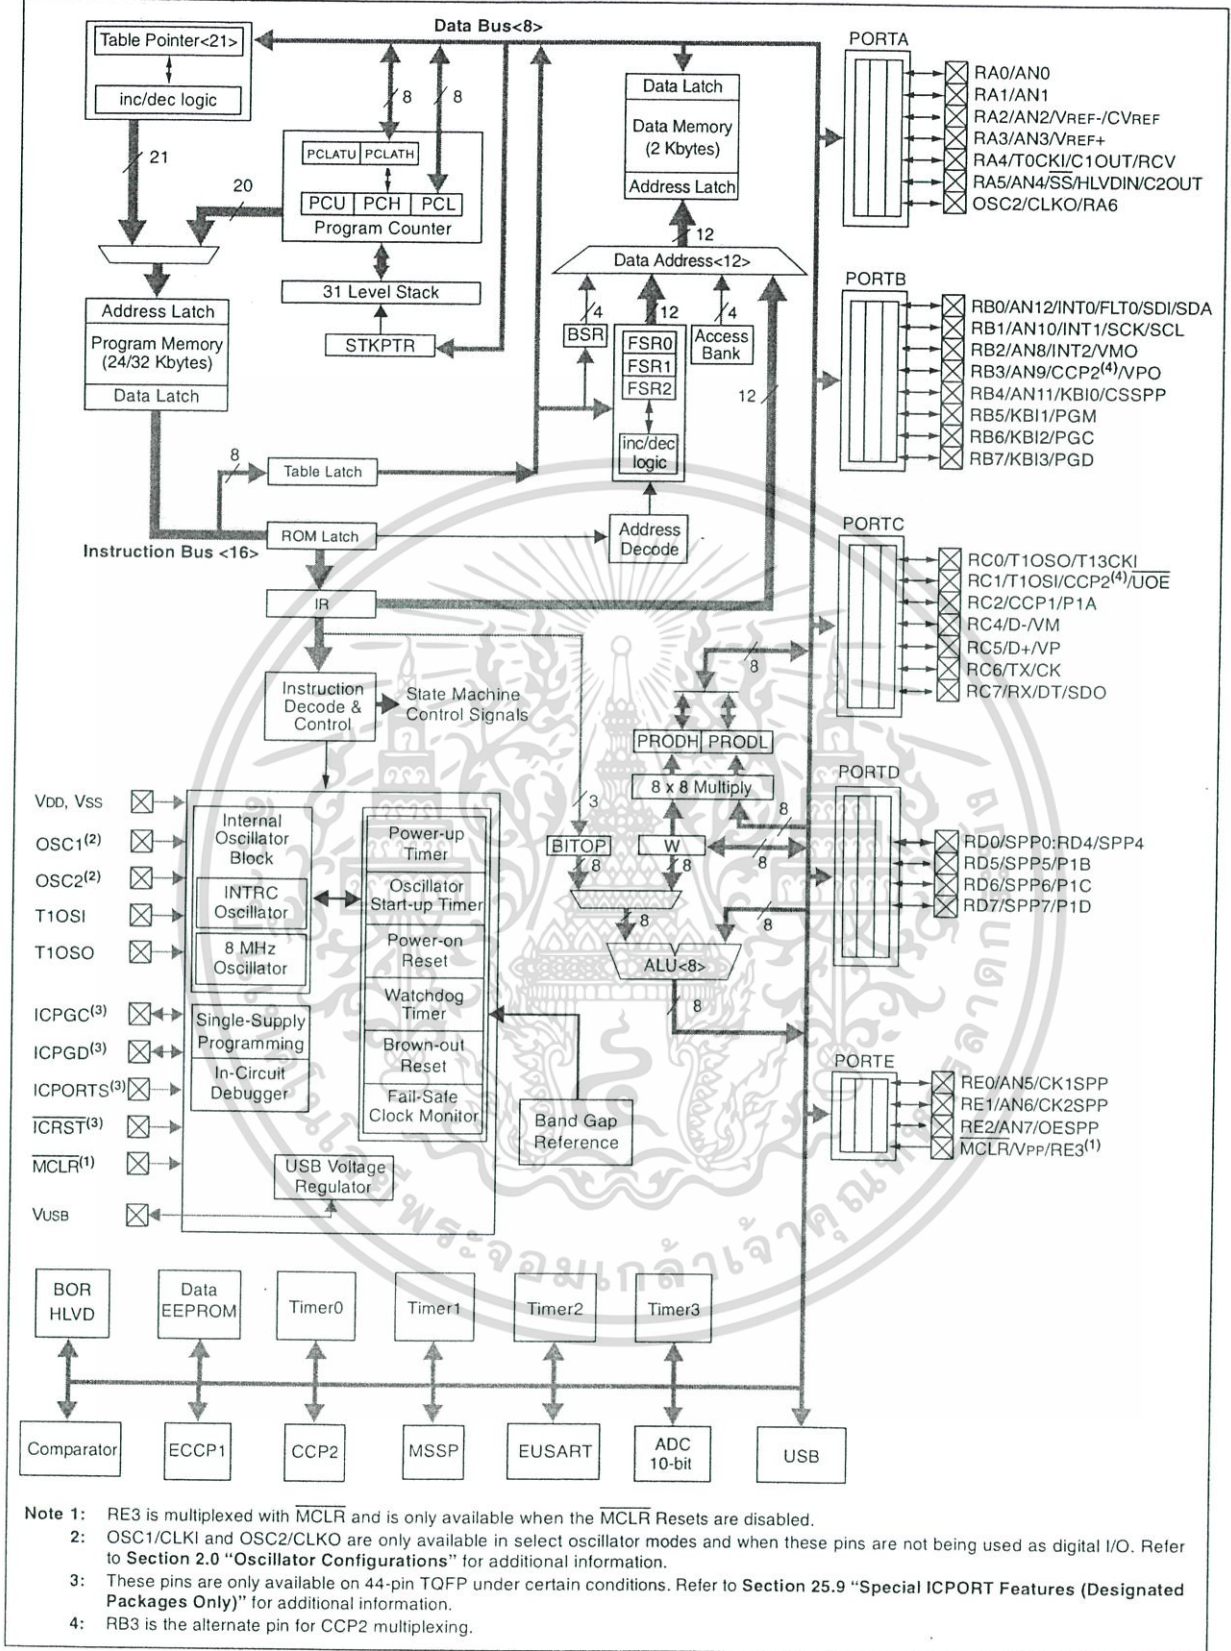 Data Bus<8>
Table Pointer<21>
inc/dec logic
21
20
8
8
PCLATU PCLATH
PCU PCH PCL
Program Counter
31 Level Stack
STKPTR
Address Latch
Program Memory
(24/32 Kbytes)
Data Latch
8
Table Latch
ROM Latch
Instruction Bus <16>
IR
Data Latch
Data Memory
(2 Kbytes)
Address Latch
12
Data Address<12>
4
12
4
BSR
FSR0
FSR1
FSR2
inc/dec
logic
Access
Bank
12
Address
Decode
Instruction
Decode &
Control
State Machine
Control Signals
8
PRODH PRODL
8 x 8 Multiply
3
8
BITOP
W
8
8
8
8
8
ALU<8>
8
PORTA
RA0/AN0
RA1/AN1
RA2/AN2/VREF-/CVREF
RA3/AN3/VREF+
RA4/T0CKI/C1OUT/RCV
RA5/AN4/SS/HLVDIN/C2OUT
OSC2/CLKO/RA6
PORTB
RB0/AN12/INT0/FLT0/SDI/SDA
RB1/AN10/INT1/SCK/SCL
RB2/AN8/INT2/VMO
RB3/AN9/CCP2(4)/VPO
RB4/AN11/KBI0/CSSPP
RB5/KBI1/PGM
RB6/KBI2/PGC
RB7/KBI3/PGD
PORTC
RC0/T1OSO/T13CKI
RC1/T1OSI/CCP2(4)/UOE
RC2/CCP1/P1A
RC4/D-/VM
RC5/D+/VP
RC6/TX/CK
RC7/RX/DT/SDO
PORTD
RD0/SPP0:RD4/SPP4
RD5/SPP5/P1B
RD6/SPP6/P1C
RD7/SPP7/P1D
PORTE
RE0/AN5/CK1SPP
RE1/AN6/CK2SPP
RE2/AN7/OESPP
MCLR/VPP/RE3(1)
VDD, VSS
OSC1(2)
OSC2(2)
T1OSI
T1OSO
ICPGC(3)
ICPGD(3)
ICPORTS(3)
ICRST(3)
MCLR(1)
VUSB
Internal
Oscillator
Block
INTRC
Oscillator
8 MHz
Oscillator
Single-Supply
Programming
In-Circuit
Debugger
Power-up
Timer
Oscillator
Start-up Timer
Power-on
Reset
Watchdog
Timer
Brown-out
Reset
Fail-Safe
Clock Monitor
Band Gap
Reference
USB Voltage
Regulator
BOR
HLVD
Data
EEPROM
Timer0
Timer1
Timer2
Timer3
Comparator
ECCP1
CCP2
MSSP
EUSART
ADC
10-bit
USB
Note 1: RE3 is multiplexed with MCLR and is only available when the MCLR Resets are disabled.
2: OSC1/CLKI and OSC2/CLKO are only available in select oscillator modes and when these pins are not being used as digital I/O. Refer
to Section 2.0 “Oscillator Configurations” for additional information.
3: These pins are only available on 44-pin TQFP under certain conditions. Refer to Section 25.9 “Special ICPORT Features (Designated
Packages Only)” for additional information.
4: RB3 is the alternate pin for CCP2 multiplexing.